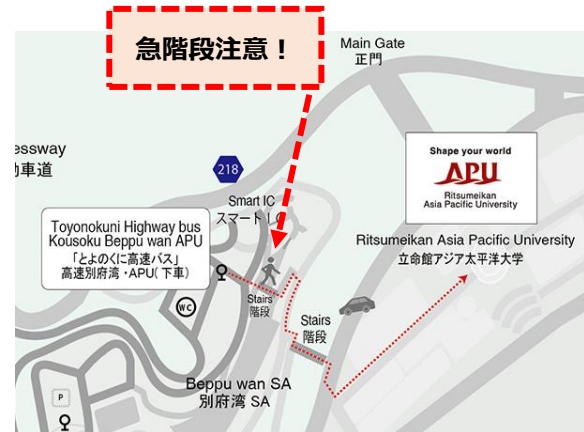 急階段注意！
Main Gate
正門
essway
動車道
218
Shape your world
APU
Ritsumeikan
Asia Pacific University
Smart IC
スマートIC
Toyonokuni Highway bus
Kousoku Beppu wan APU
「とよのくに高速バス」
高速別府湾・APU(下車)
Ritsumeikan Asia Pacific University
立命館アジア太平洋大学
WC
Stairs
階段
Stairs
階段
Beppu wan SA
別府湾 SA
P